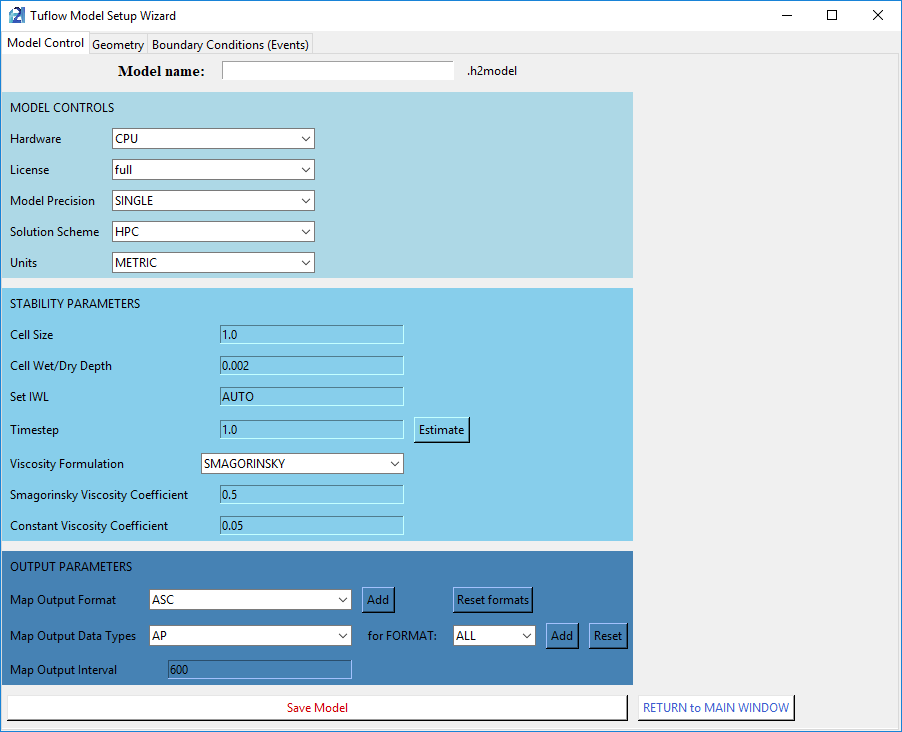 Tuflow Model Setup Wizard
Model Control Geometry Boundary Conditions (Events)
Model name: .h2model
MODEL CONTROLS
Hardware CPU
License full
Model Precision SINGLE
Solution Scheme HPC
Units METRIC
STABILITY PARAMETERS
Cell Size 1.0
Cell Wet/Dry Depth 0.002
Set IWL AUTO
Timestep 1.0 Estimate
Viscosity Formulation SMAGORINSKY
Smagorinsky Viscosity Coefficient 0.5
Constant Viscosity Coefficient 0.05
OUTPUT PARAMETERS
Map Output Format ASC Add Reset formats
Map Output Data Types AP for FORMAT: ALL Add Reset
Map Output Interval 600
Save Model RETURN to MAIN WINDOW